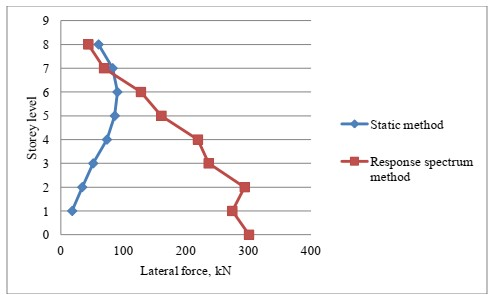 9
8
7
6
5
4
3
2
1
0
Storey level
0 100 200 300 400
Lateral force, kN
Static method
Response spectrum
method